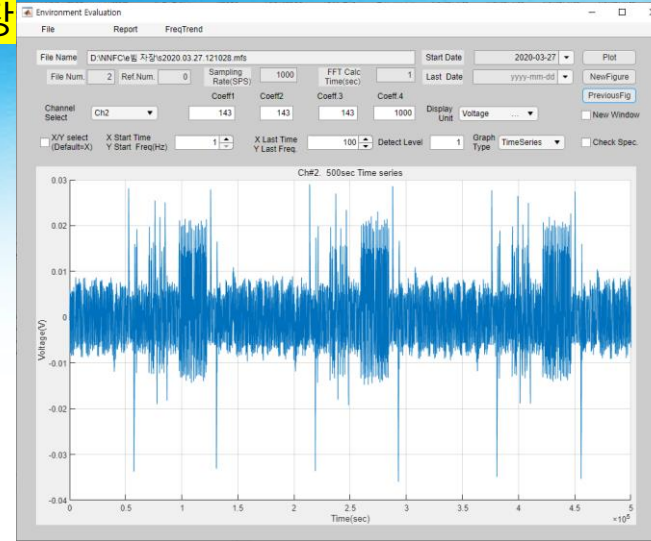 Environment Evaluation
File Report FreqTrend
File Name D:\NNFC\e빔 자장\s2020.03.27.121028.mfs Start Date 2020-03-27 Plot
File Num. 2 Ref.Num. 0 Sampling Rate(SPS) 1000 FFT Calc Time(sec) 1 Last Date yyyy-mm-dd NewFigure
Coeff1 Coeff2 Coeff.3 Coeff.4 PreviousFig
Channel Select Ch2 143 143 143 1000 Display Unit Voltage ... New Window
X/Y select (Default=X) X Start Time Y Start Freq(Hz) 1 X Last Time Y Last Freq. 100 Detect Level 1 Graph Type TimeSeries Check Spec.
Ch#2. 500sec Time series
0.03
0.02
0.01
0
-0.01
-0.02
-0.03
-0.04
Voltage(V)
0 0.5 1 1.5 2 2.5 3 3.5 4 4.5 5
Time(sec)
×10⁵